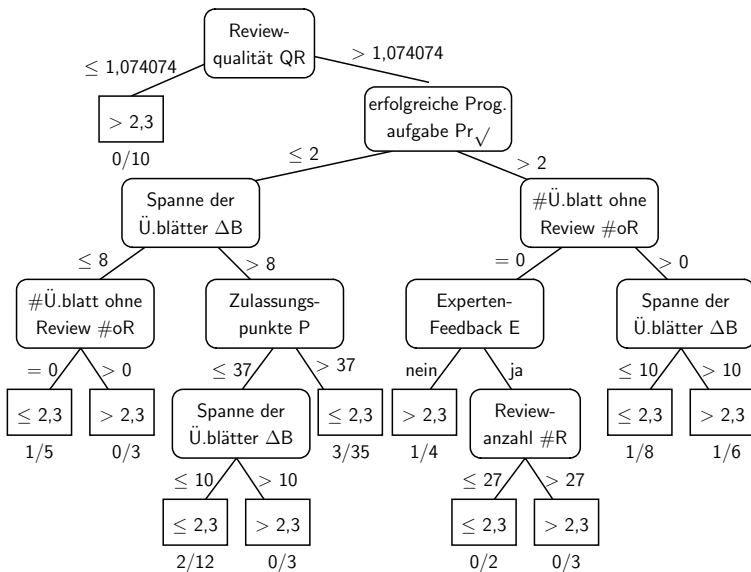 Review-
qualität QR
≤ 1,074074
> 1,074074
> 2,3
0/10
erfolgreiche Prog.
aufgabe Pr√
≤ 2
> 2
Spanne der
Ü.blätter ΔB
#Ü.blatt ohne
Review #oR
≤ 8
> 8
= 0
> 0
#Ü.blatt ohne
Review #oR
Zulassungs-
punkte P
Experten-
Feedback E
Spanne der
Ü.blätter ΔB
= 0
> 0
≤ 37
> 37
nein
ja
≤ 10
> 10
≤ 2,3
> 2,3
Spanne der
Ü.blätter ΔB
≤ 2,3
> 2,3
Review-
anzahl #R
≤ 2,3
> 2,3
1/5
0/3
3/35
1/4
1/8
1/6
≤ 10
> 10
≤ 27
> 27
≤ 2,3
> 2,3
≤ 2,3
> 2,3
2/12
0/3
0/2
0/3